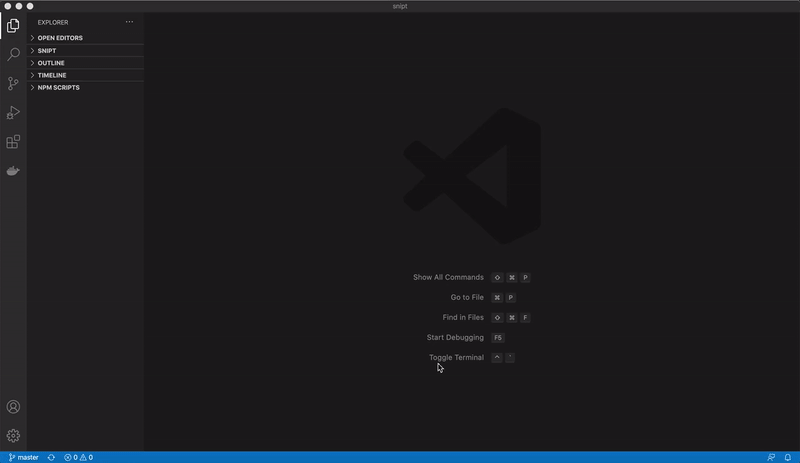 snipt
EXPLORER ...
OPEN EDITORS
SNIPT
OUTLINE
TIMELINE
NPM SCRIPTS
Show All Commands ⇧ ⌘ P
Go to File ⌘ P
Find in Files ⇧ ⌘ F
Start Debugging F5
Toggle Terminal ^ `
master 0 0